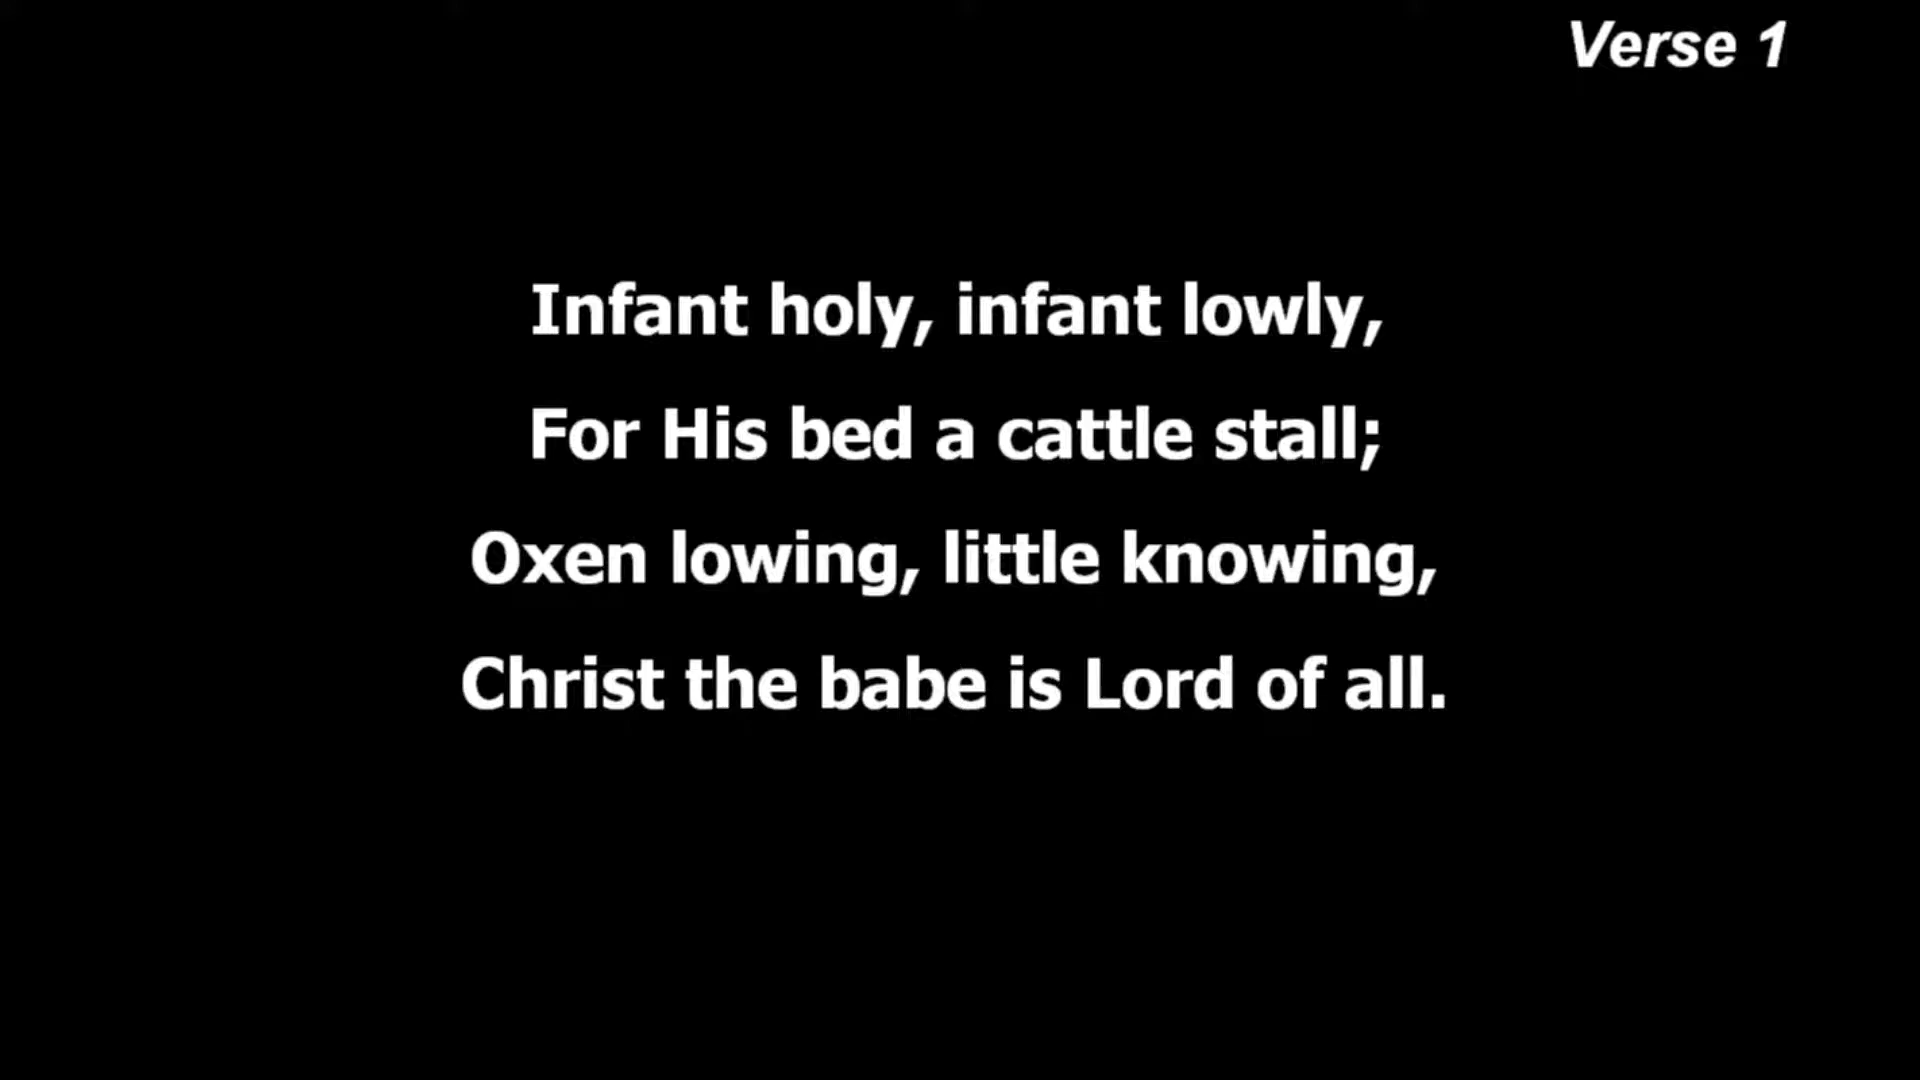 Verse 1
Infant holy, infant lowly,
For His bed a cattle stall;
Oxen lowing, little knowing,
Christ the babe is Lord of all.